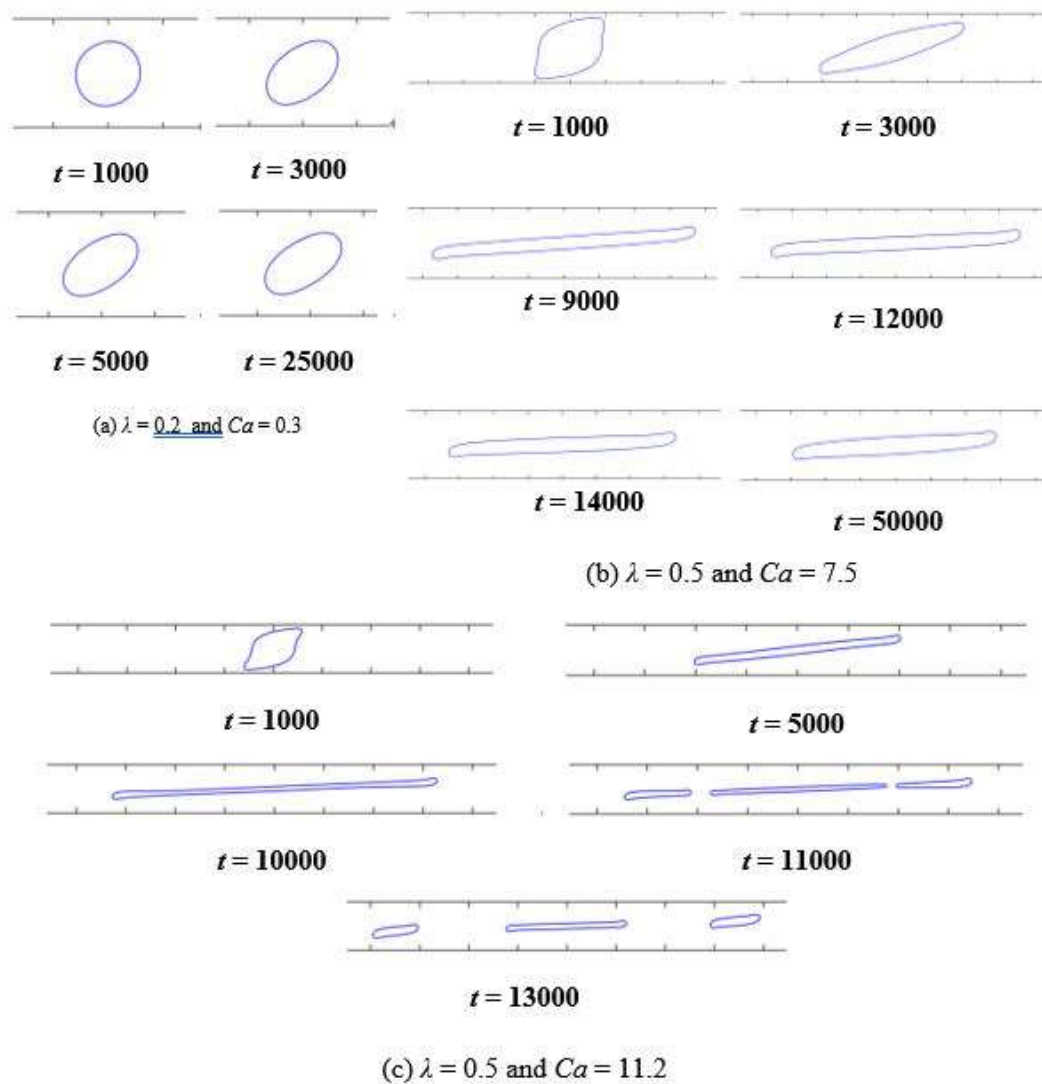 t = 1000
t = 3000
t = 5000
t = 25000
(a) λ = 0.2 and Ca = 0.3
t = 1000
t = 3000
t = 9000
t = 12000
t = 14000
t = 50000
(b) λ = 0.5 and Ca = 7.5
t = 1000
t = 5000
t = 10000
t = 11000
t = 13000
(c) λ = 0.5 and Ca = 11.2